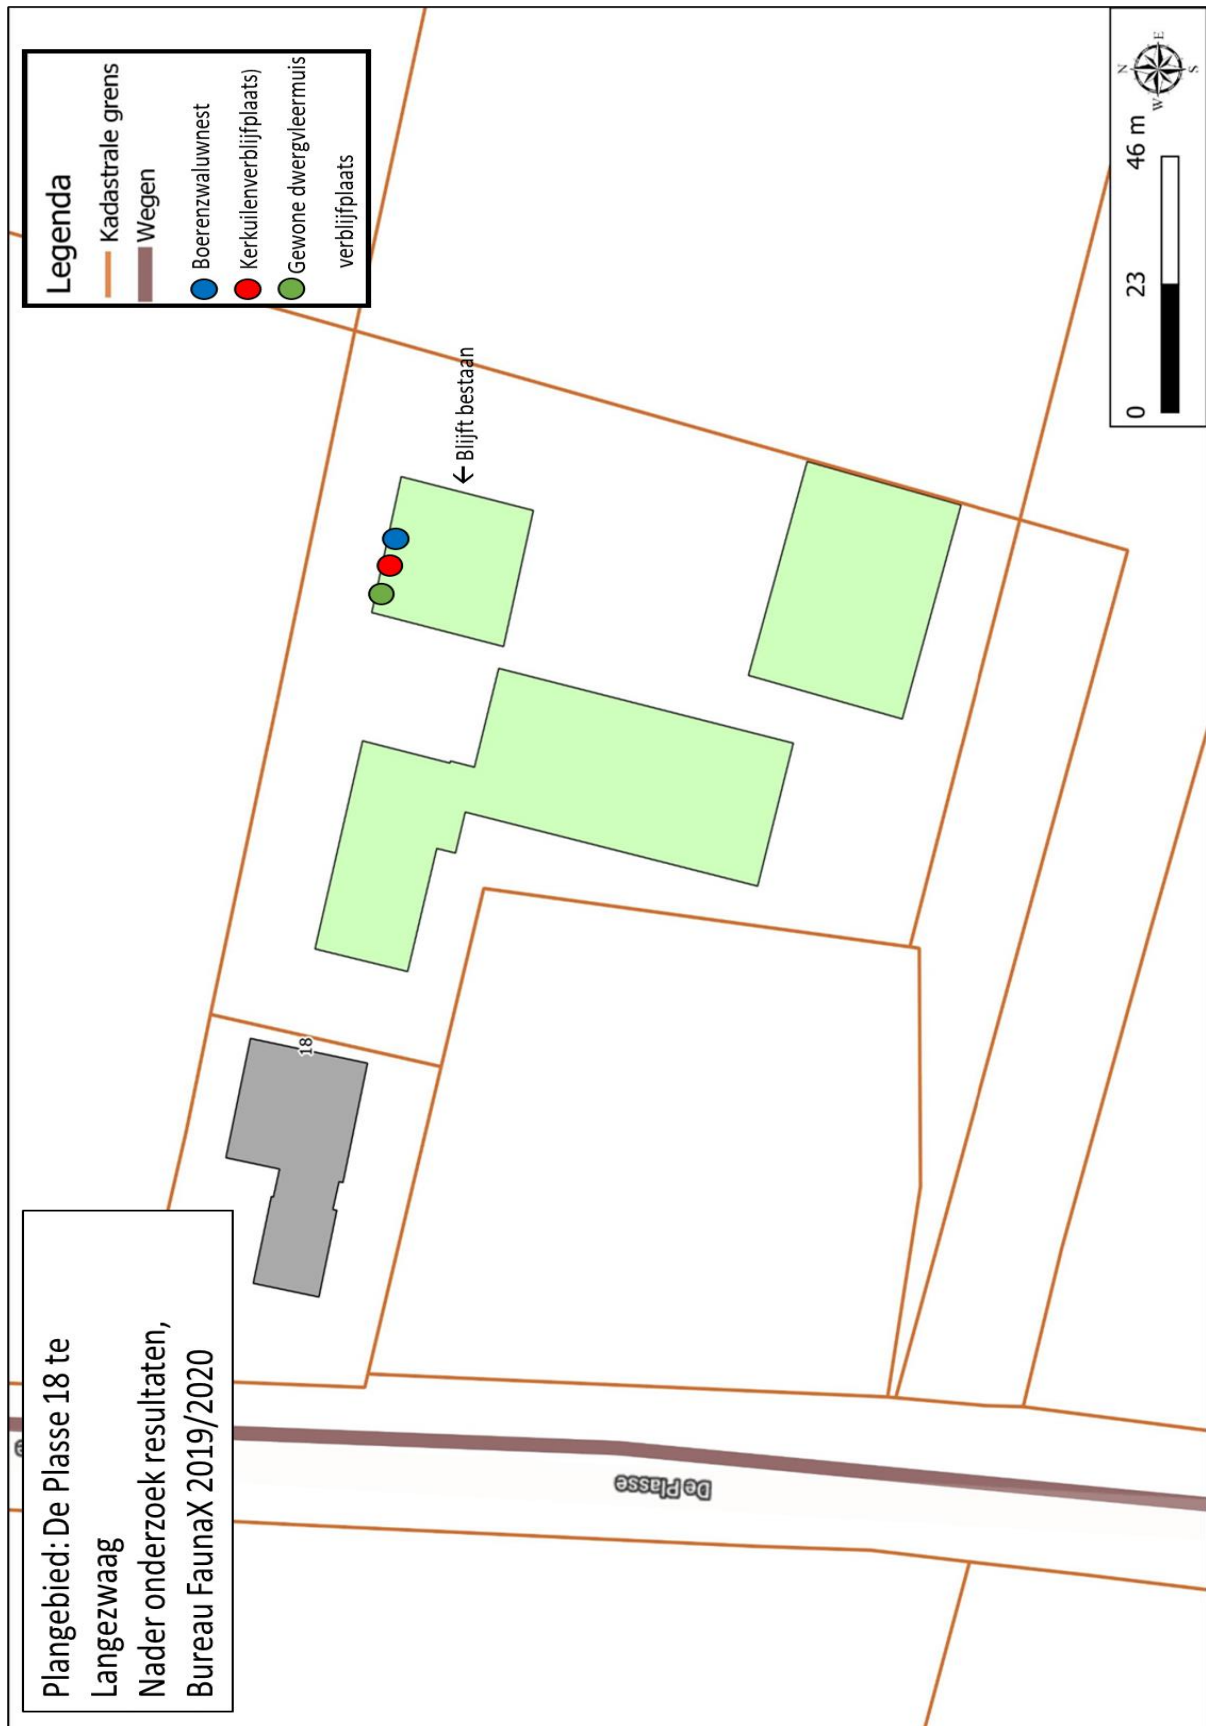 Plangebied: De Plasse 18 te
Langezwaag
Nader onderzoek resultaten,
Bureau FaunaX 2019/2020
Legenda
Kadastrale grens
Wegen
Boerenzwaluwnest
Kerkuilenverblijfplaats)
Gewone dwergvleermuis
verblijfplaats
← Blijft bestaan
18
De Plasse
0 23 46 m
N
E
S
W